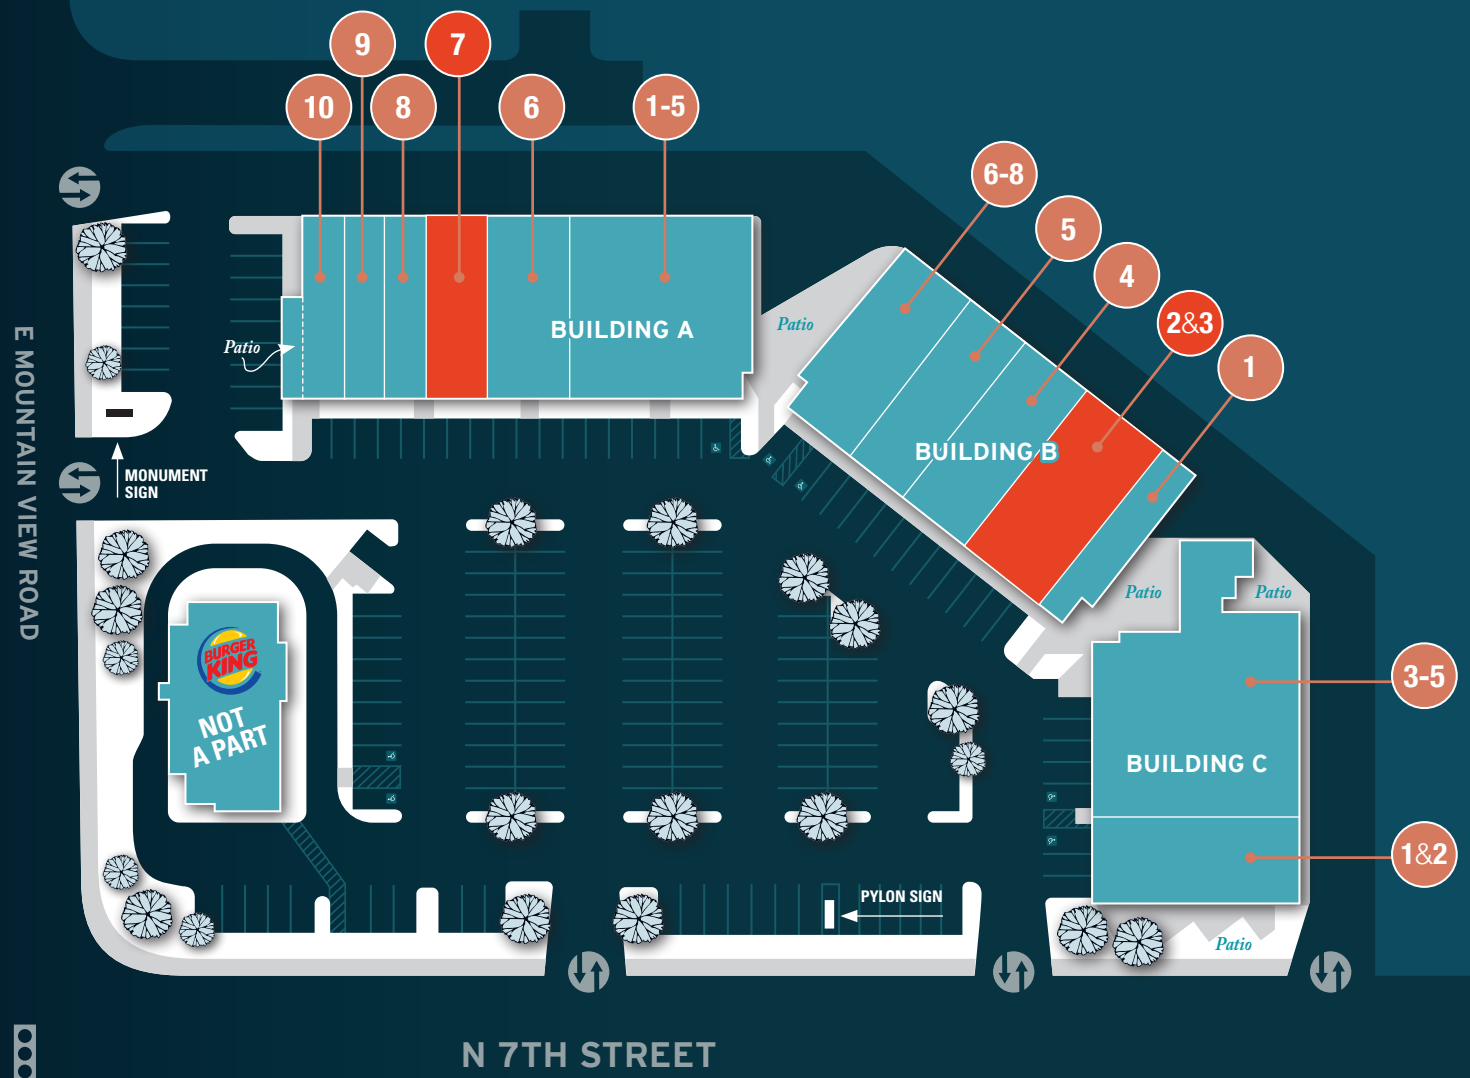 9
7
10
8
6
1-5
6-8
5
4
2&3
1
BUILDING A
Patio
Patio
BUILDING B
E MOUNTAIN VIEW ROAD
MONUMENT
SIGN
Patio
Patio
BURGER
KING
NOT
A PART
3-5
BUILDING C
1&2
PYLON SIGN
Patio
N 7TH STREET